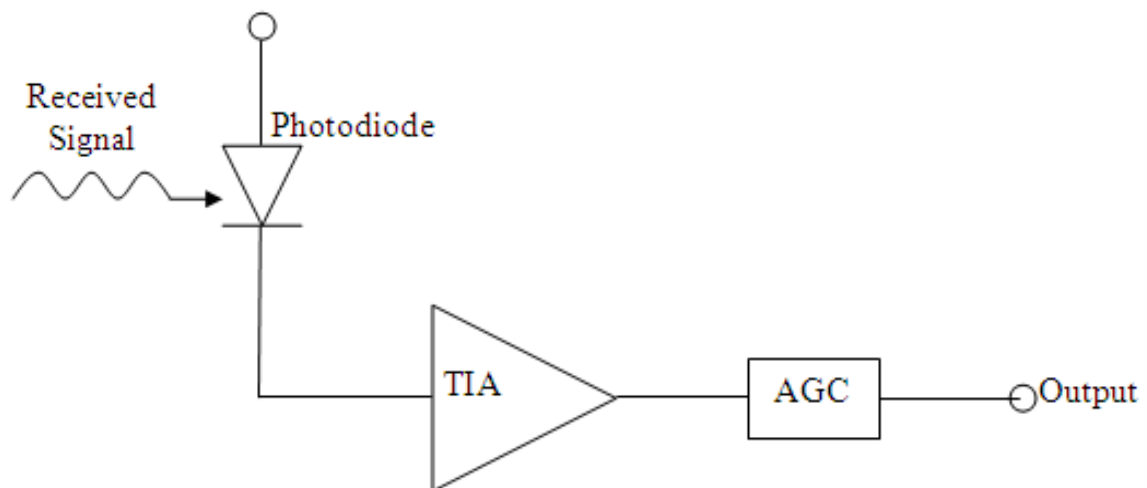 Received
Signal
Photodiode
TIA
AGC
Output